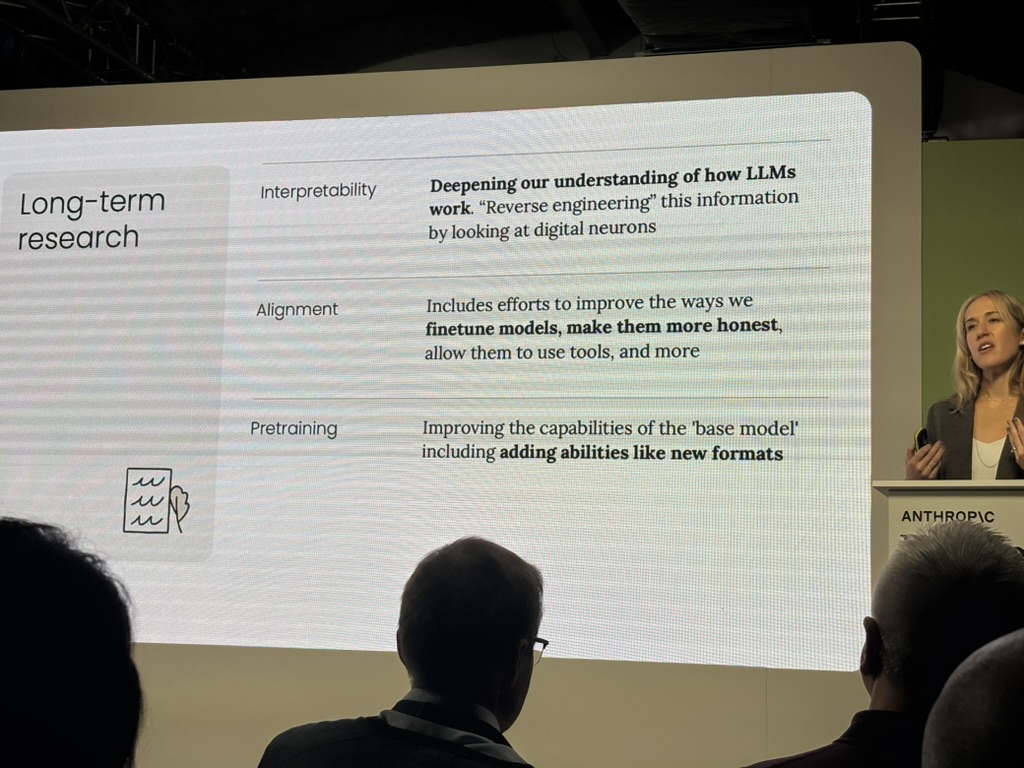 Long-term
research
Interpretability
Deepening our understanding of how LLMs
work. “Reverse engineering” this information
by looking at digital neurons
Alignment
Includes efforts to improve the ways we
finetune models, make them more honest,
allow them to use tools, and more
Pretraining
Improving the capabilities of the 'base model'
including adding abilities like new formats
ANTHROP\C